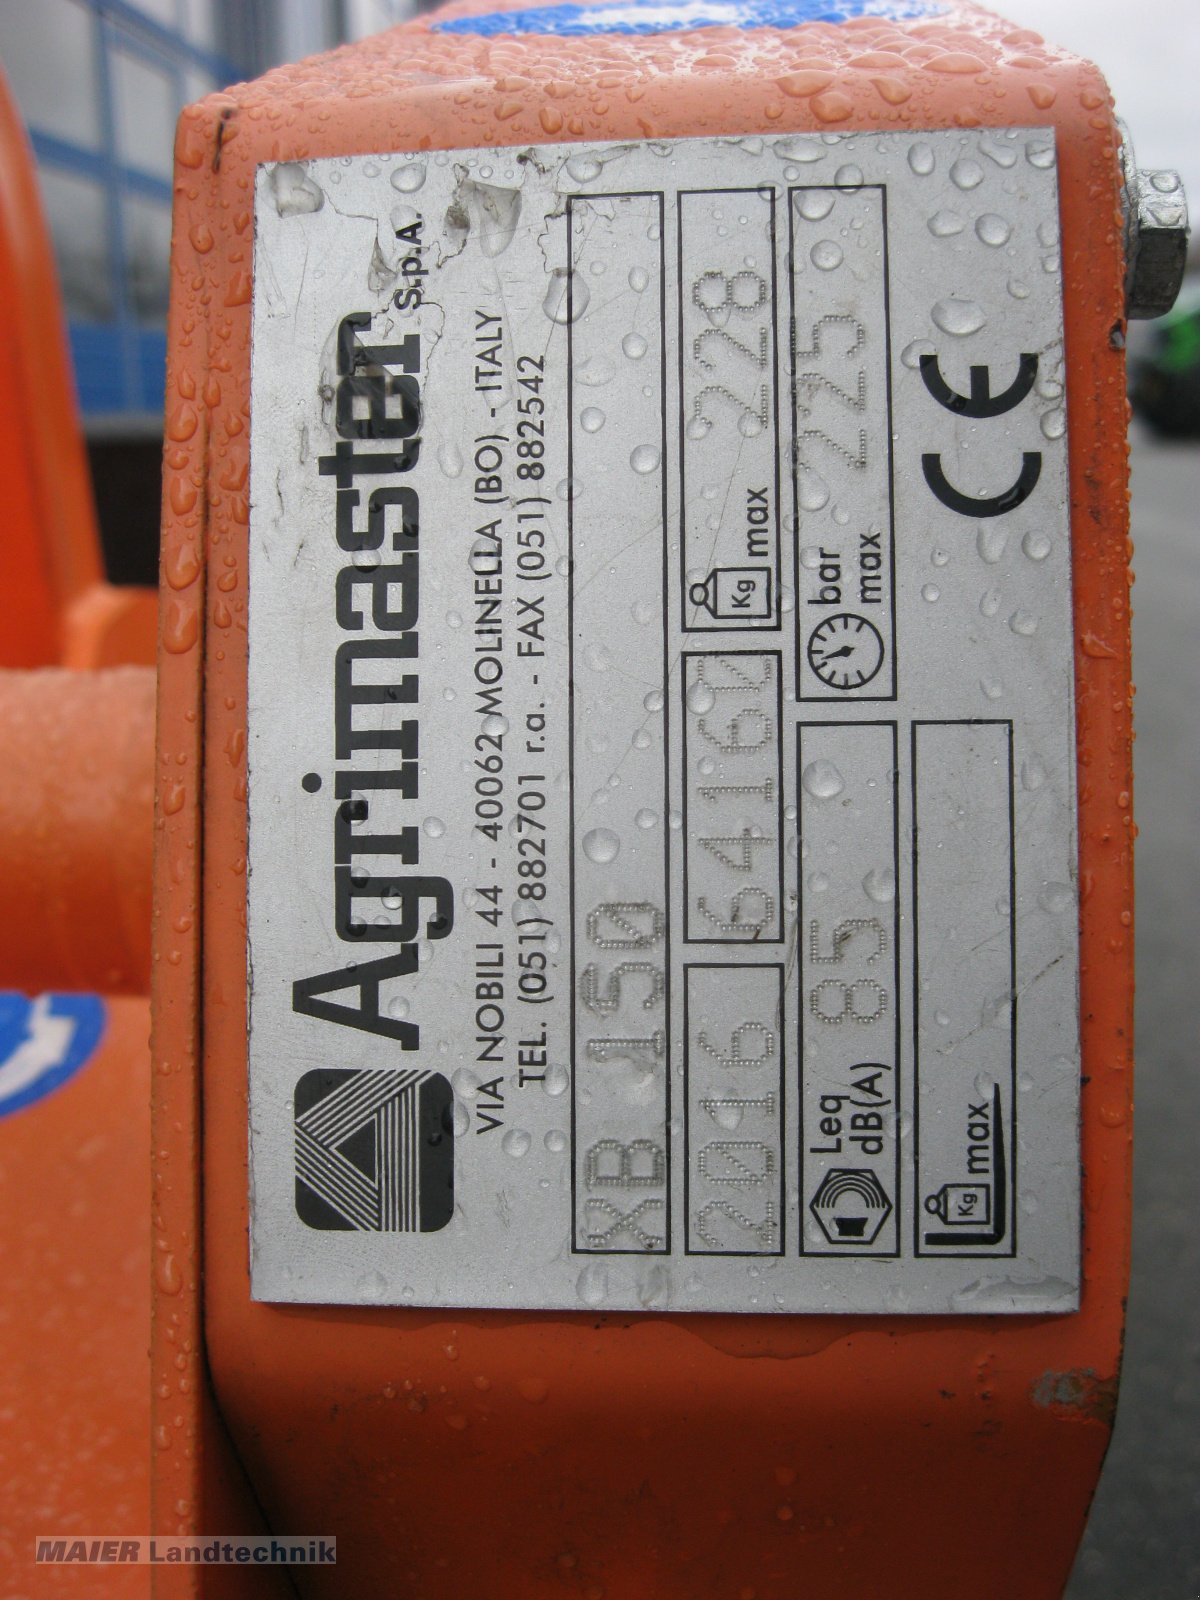 Agrimaster S.p.A.
VIA NOBILI 44 - 40062 MOLINELLA (BO) - ITALY
TEL. (051) 882701 r.a. - FAX (051) 882542
XB 150
2016 64160 Kg max 228
Leq dB(A) 85 bar max 225
Kg max
CE
MAIER Landtechnik